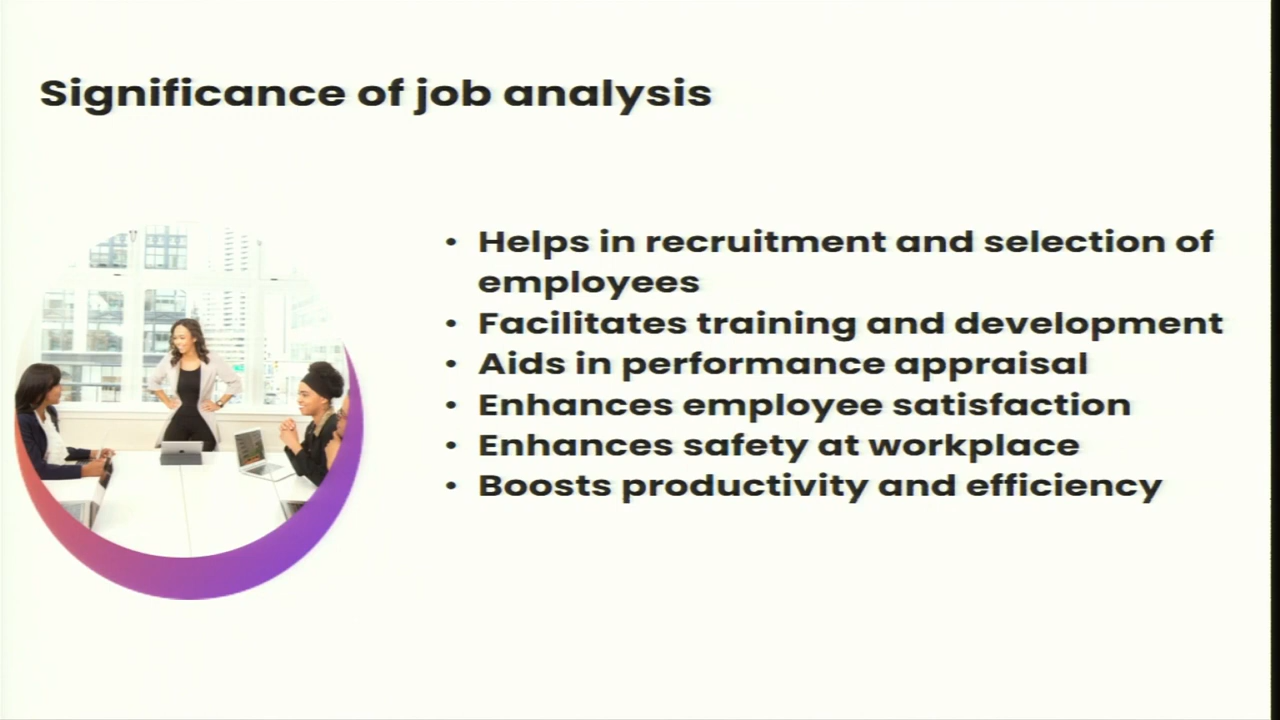 Significance of job analysis
• Helps in recruitment and selection of
employees
• Facilitates training and development
• Aids in performance appraisal
• Enhances employee satisfaction
• Enhances safety at workplace
• Boosts productivity and efficiency